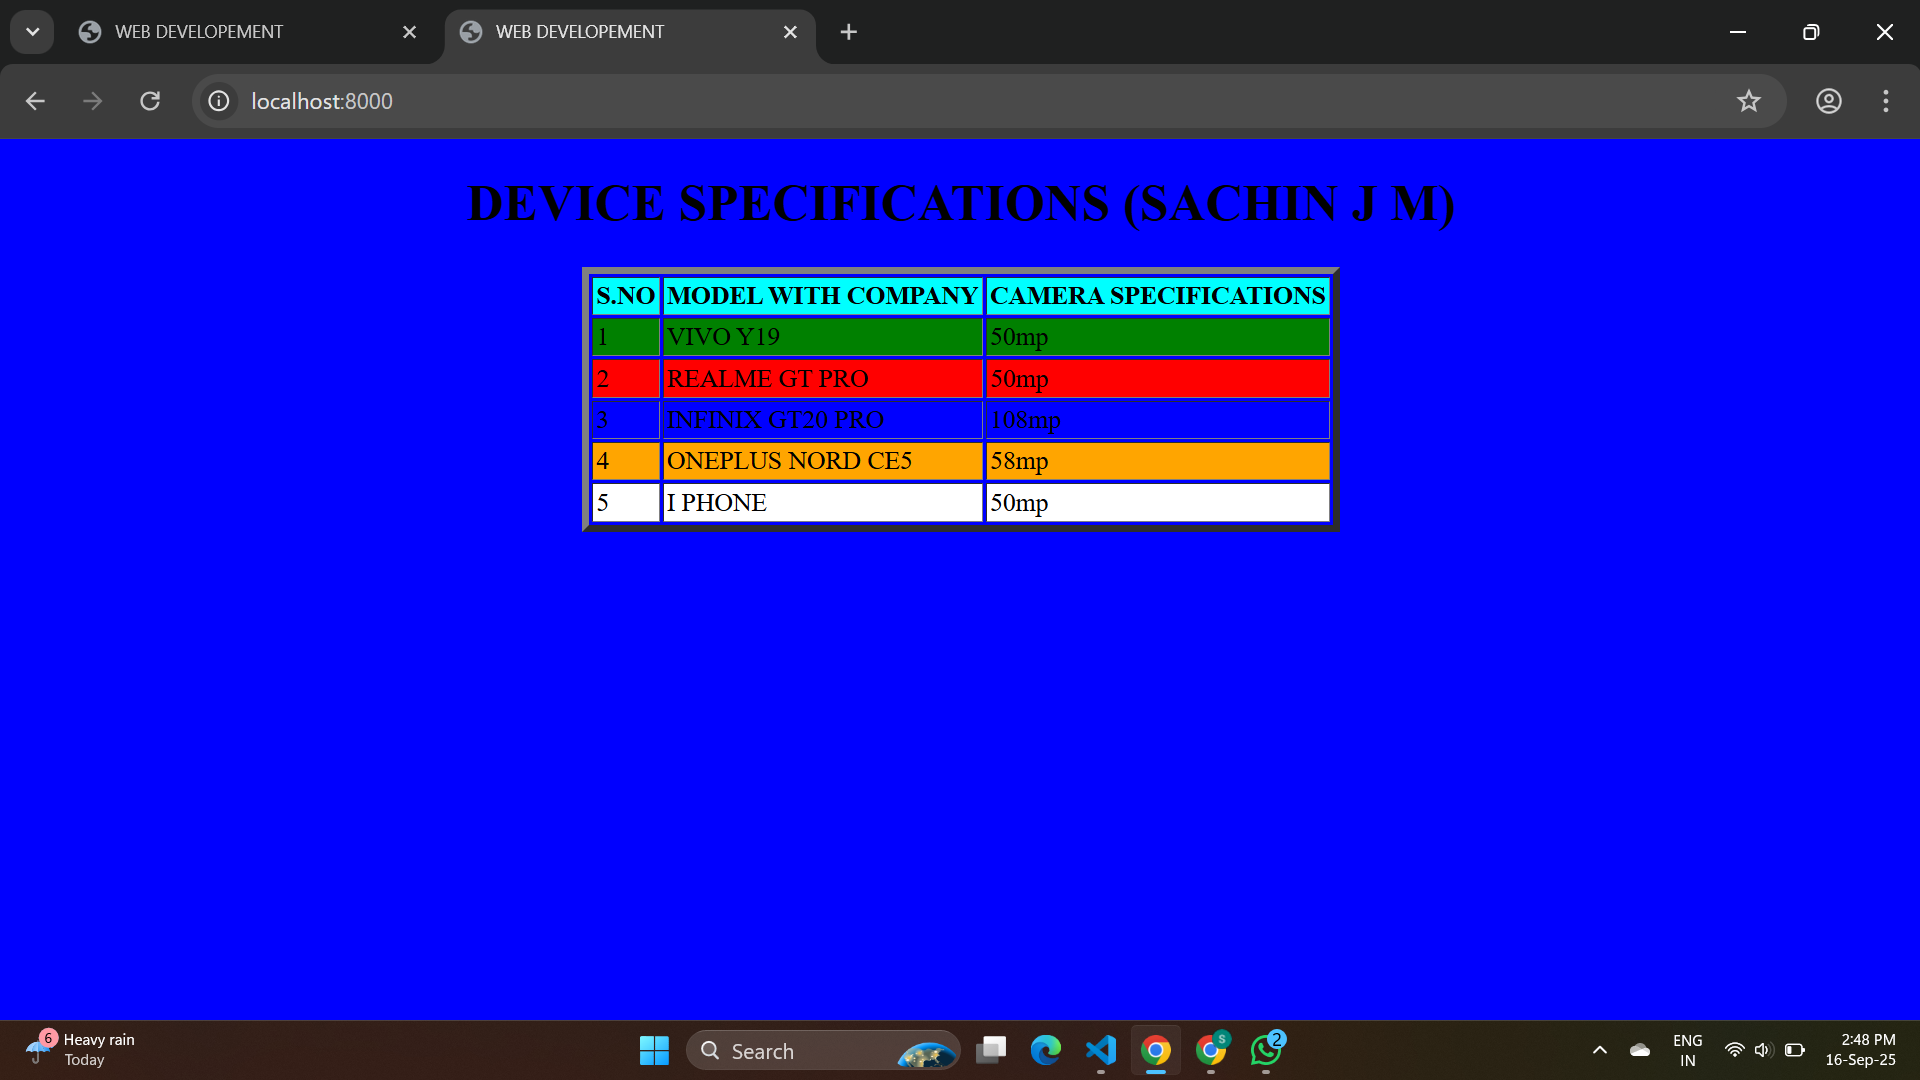 WEB DEVELOPEMENT
WEB DEVELOPEMENT
localhost:8000
DEVICE SPECIFICATIONS (SACHIN J M)
S.NO MODEL WITH COMPANY CAMERA SPECIFICATIONS
1 VIVO Y19 50mp
2 REALME GT PRO 50mp
3 INFINIX GT20 PRO 108mp
4 ONEPLUS NORD CE5 58mp
5 I PHONE 50mp
6
Heavy rain
Today
Search
S
2
ENG
IN
2:48 PM
16-Sep-25